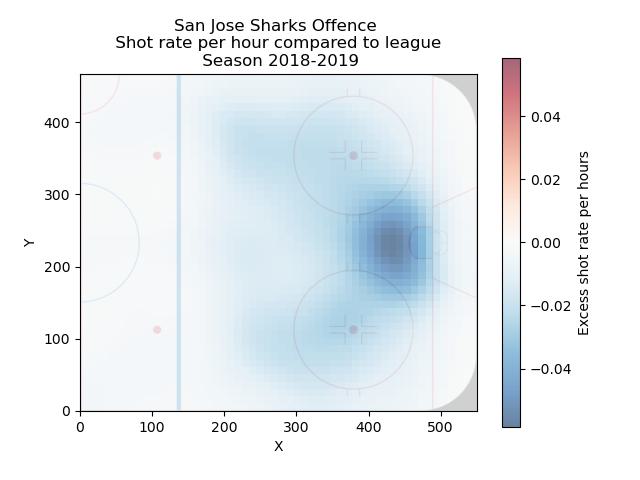 San Jose Sharks Offence
Shot rate per hour compared to league
Season 2018-2019
400
300
200
100
0
Y
0
100
200
300
400
500
X
0.04
0.02
0.00
−0.02
−0.04
Excess shot rate per hours